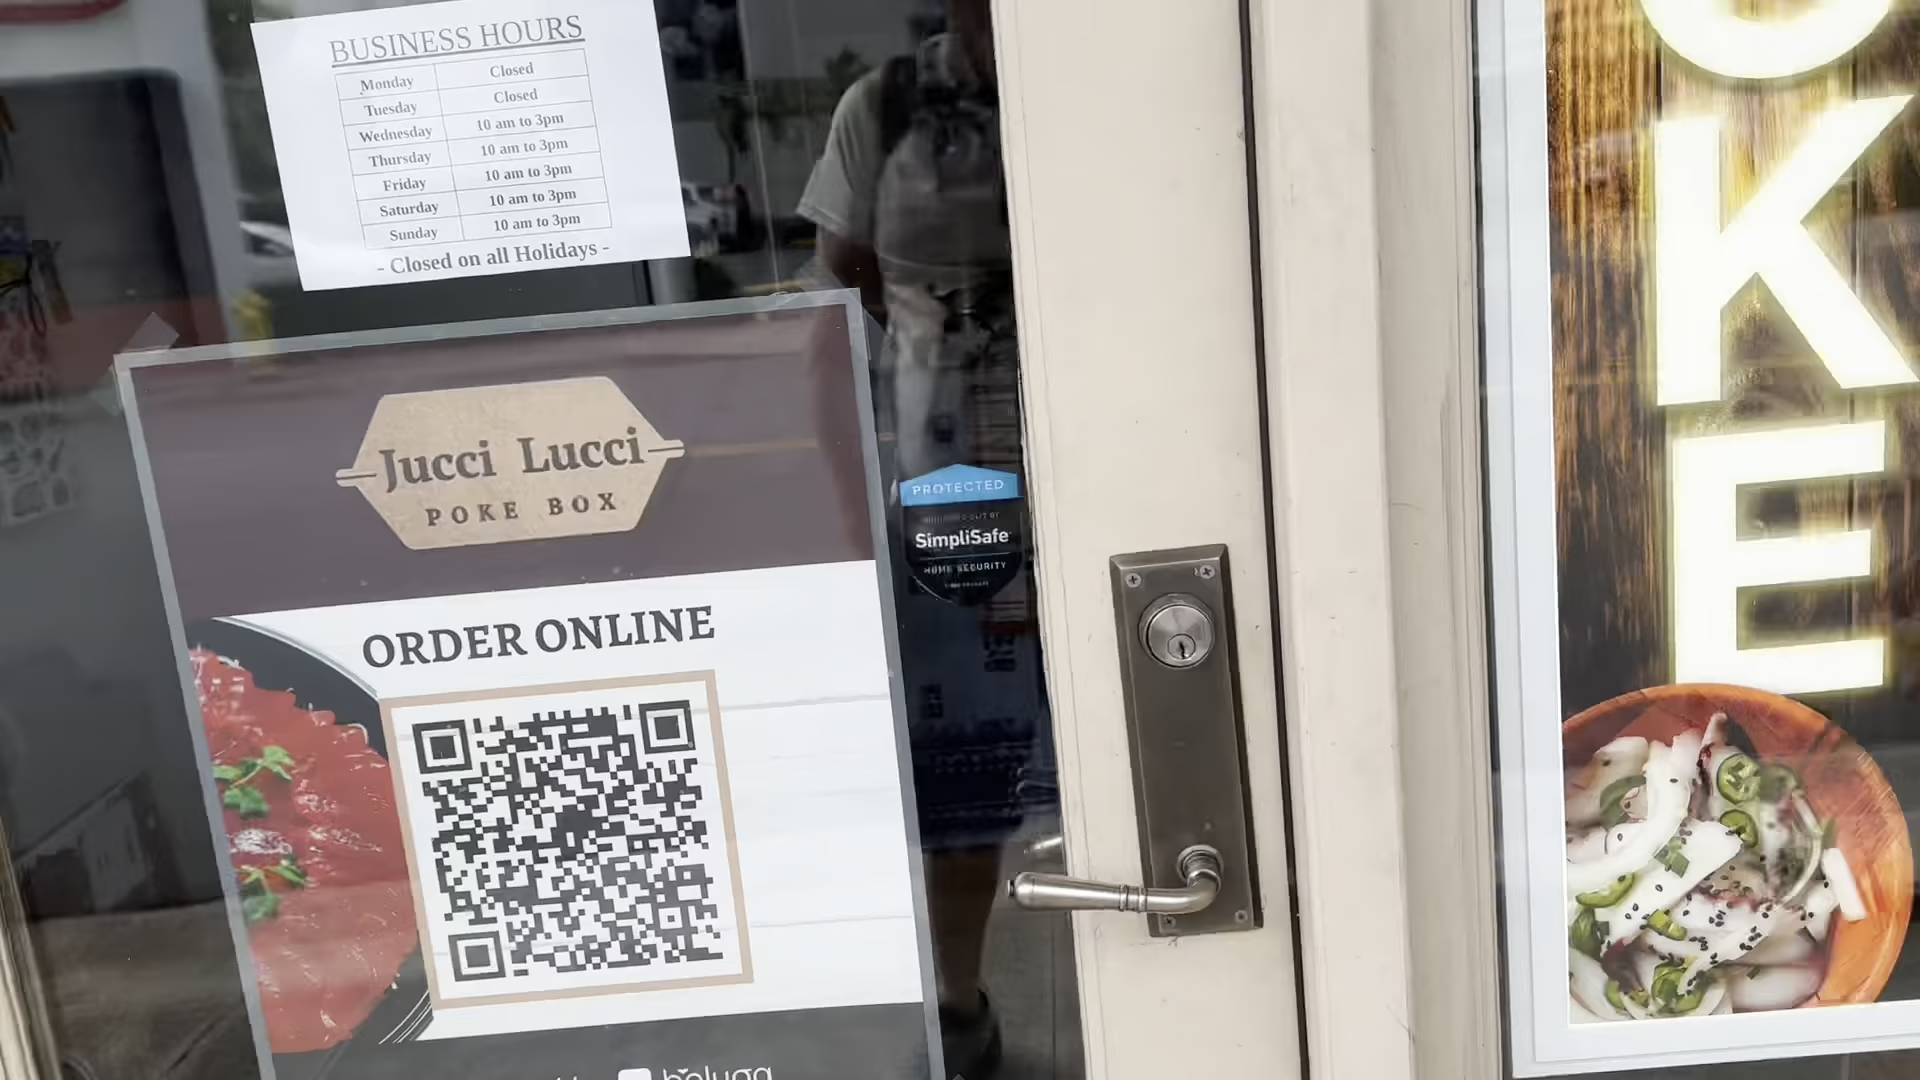 BUSINESS HOURS
Monday Closed
Tuesday Closed
Wednesday 10 am to 3pm
Thursday 10 am to 3pm
Friday 10 am to 3pm
Saturday 10 am to 3pm
Sunday 10 am to 3pm
- Closed on all Holidays -
Jucci Lucci
POKE BOX
ORDER ONLINE
beluga
PROTECTED
SimpliSafe
HOME SECURITY
KE